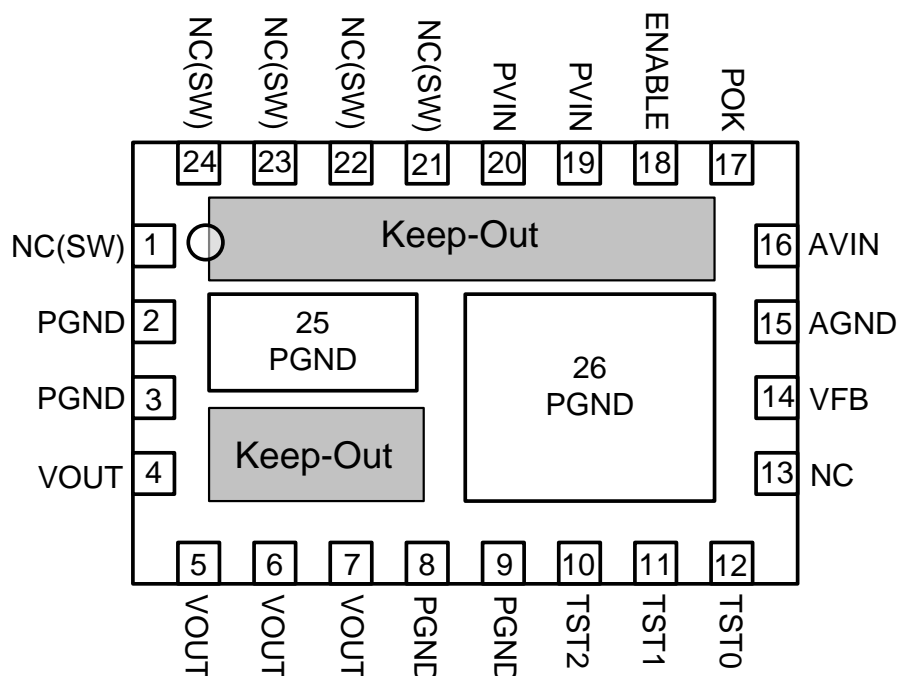 NC(SW)
NC(SW)
NC(SW)
NC(SW)
PVIN
PVIN
ENABLE
POK
24
23
22
21
20
19
18
17
Keep-Out
NC(SW)
1
16
AVIN
PGND
2
25
PGND
15
AGND
PGND
3
26
PGND
14
VFB
VOUT
4
Keep-Out
13
NC
5
6
7
8
9
10
11
12
VOUT
VOUT
VOUT
PGND
PGND
TST2
TST1
TST0